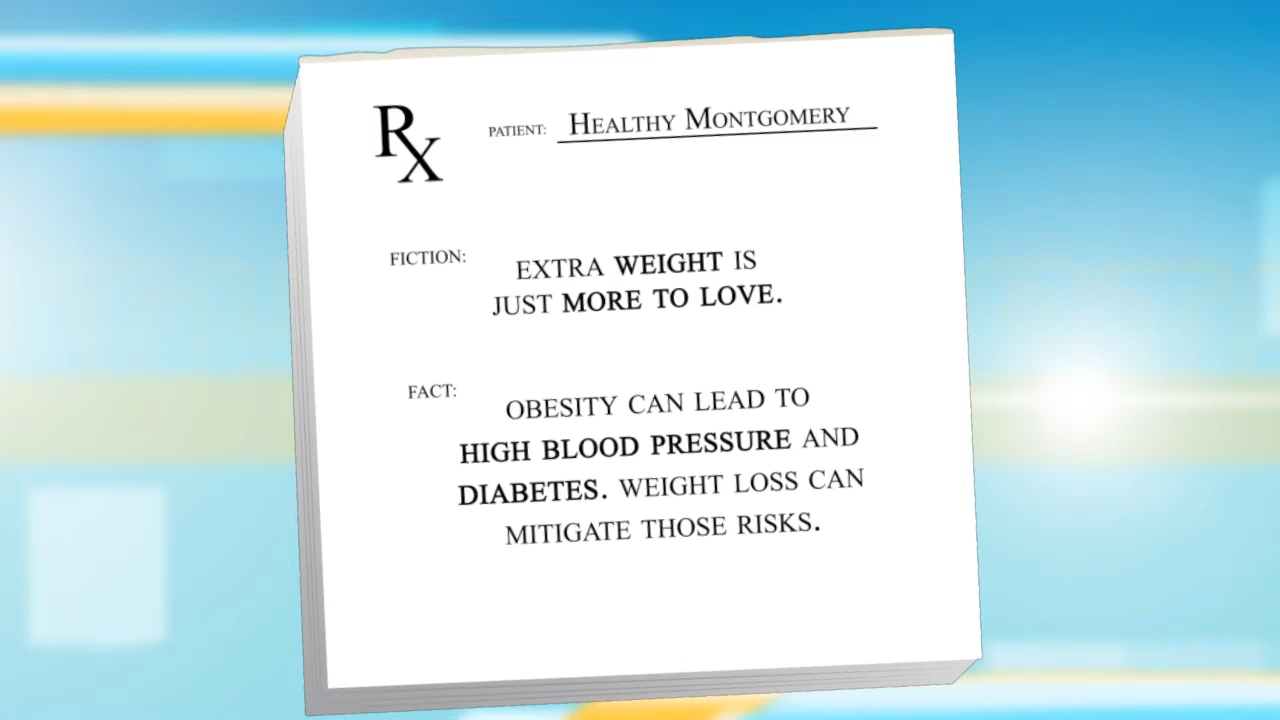 Rx PATIENT: HEALTHY MONTGOMERY
FICTION: EXTRA WEIGHT IS
JUST MORE TO LOVE.
FACT: OBESITY CAN LEAD TO
HIGH BLOOD PRESSURE AND
DIABETES. WEIGHT LOSS CAN
MITIGATE THOSE RISKS.